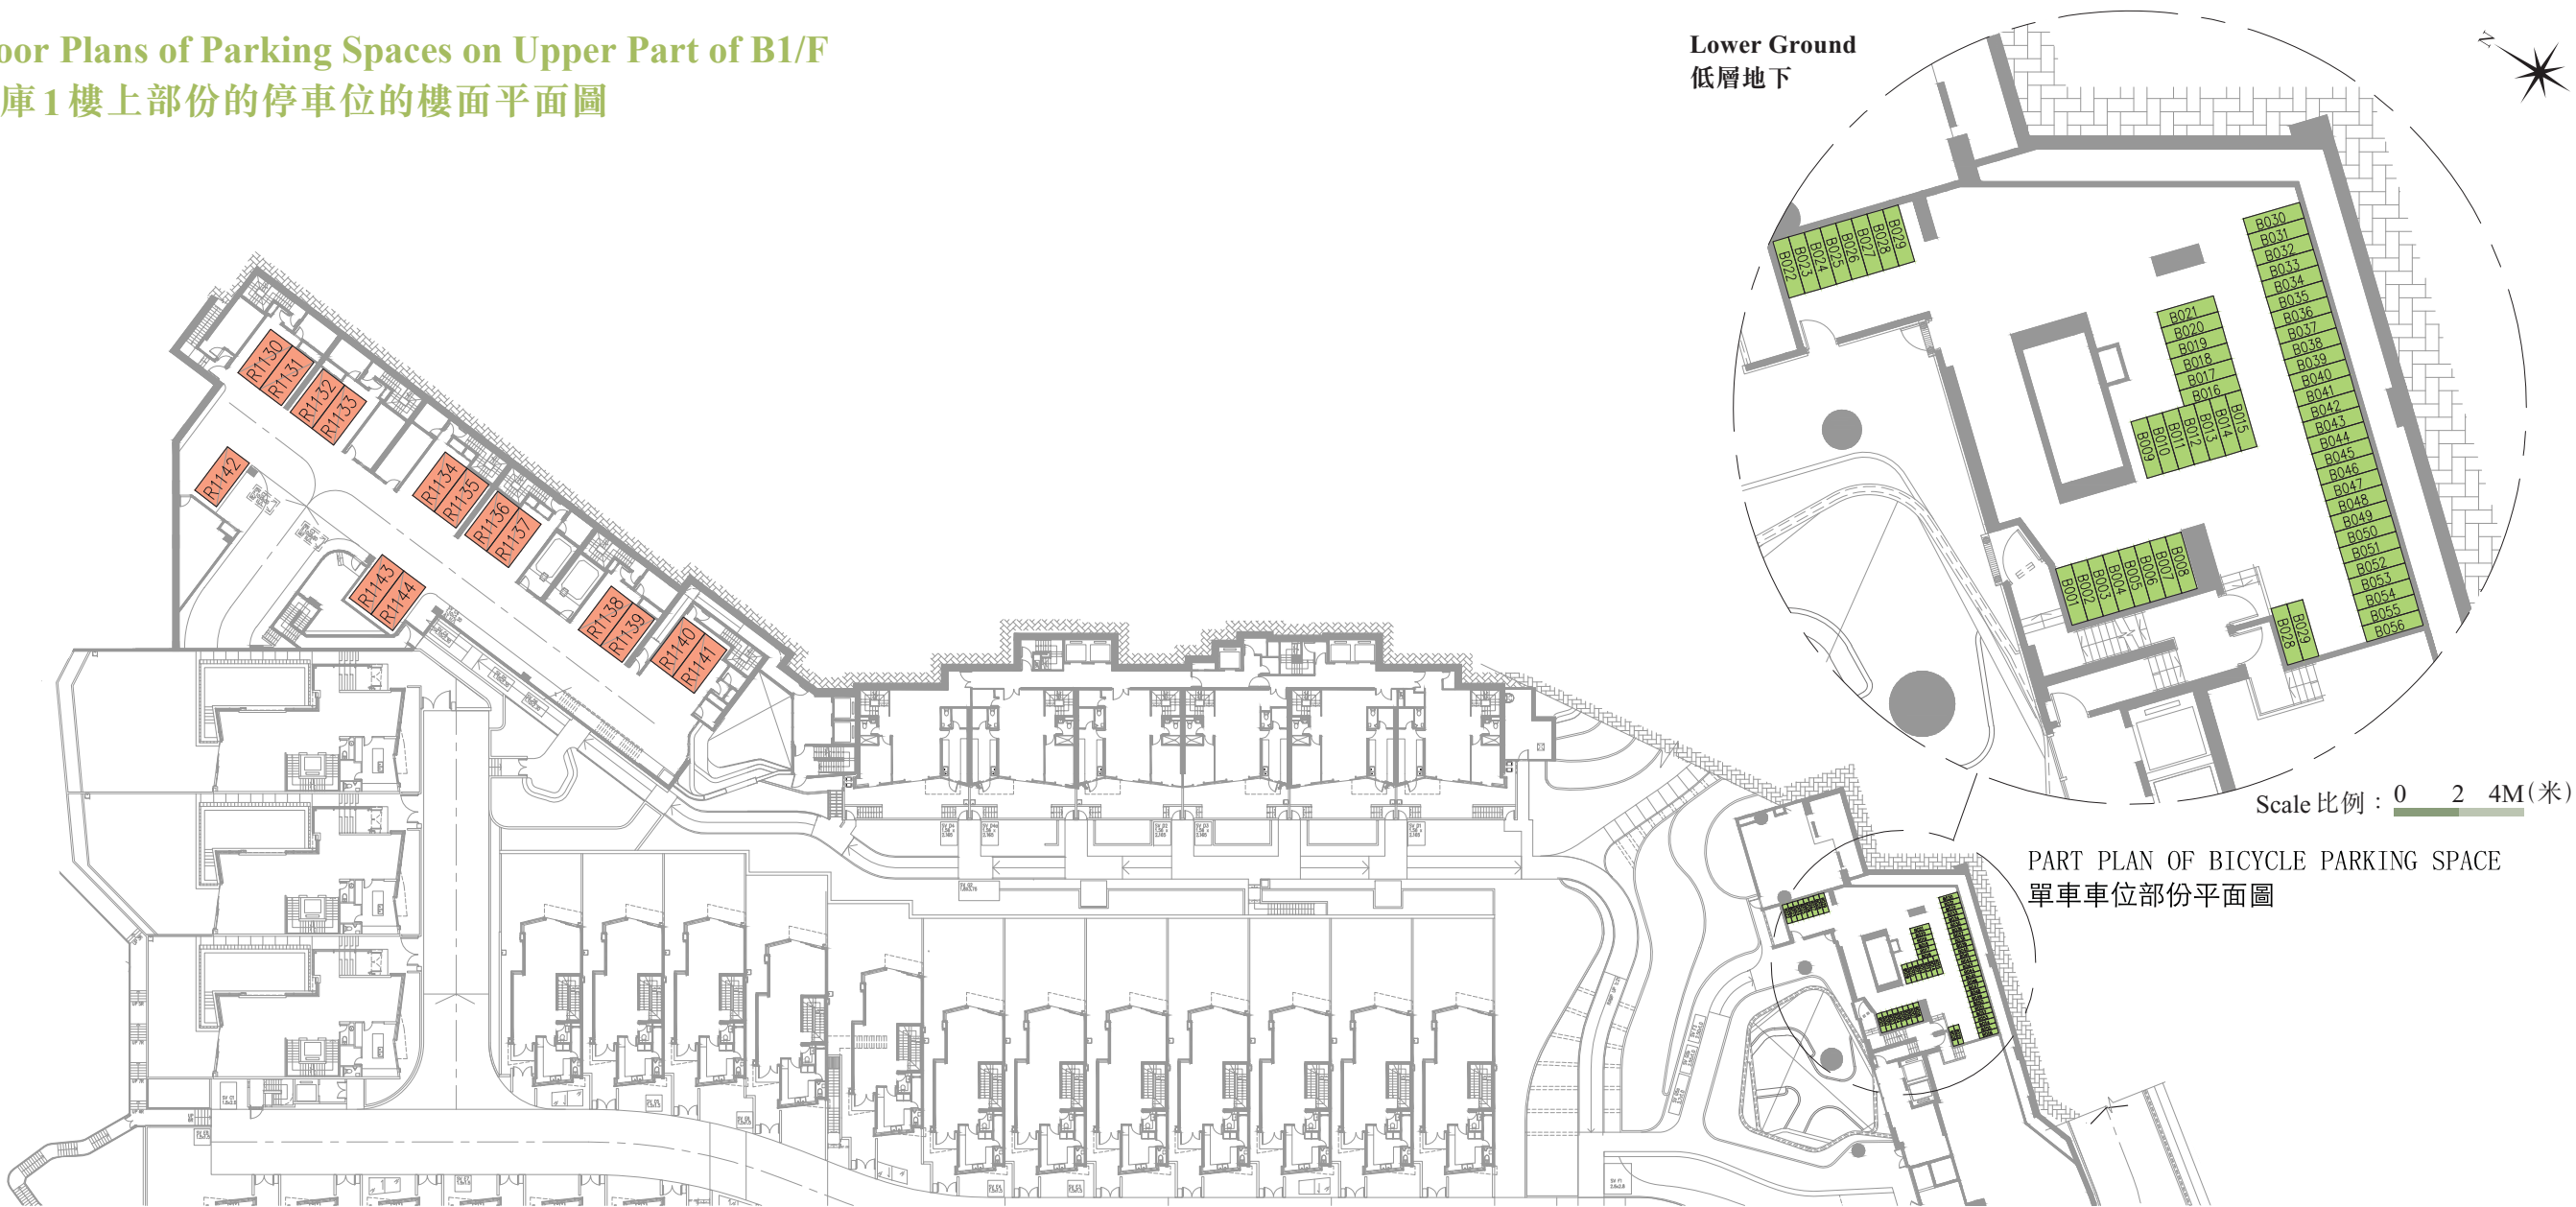 oor Plans of Parking Spaces on Upper Part of B1/F
庫1樓上部份的停車位的樓面平面圖
Lower Ground
低層地下
N
B022
B023
B024
B025
B026
B027
B028
B029
B030
B031
B032
B033
B034
B035
B036
B037
B038
B039
B040
B041
B042
B043
B044
B045
B046
B047
B048
B049
B050
B051
B052
B053
B054
B055
B056
B021
B020
B019
B018
B017
B016
B009
B010
B011
B012
B013
B014
B015
B001
B002
B003
B004
B005
B006
B007
B008
B028
B029
R1130
R1131
R1132
R1133
R1134
R1135
R1136
R1137
R1138
R1139
R1140
R1141
R1142
R1143
R1144
Scale 比例 : 0 2 4M(米)
PART PLAN OF BICYCLE PARKING SPACE
單車車位部份平面圖